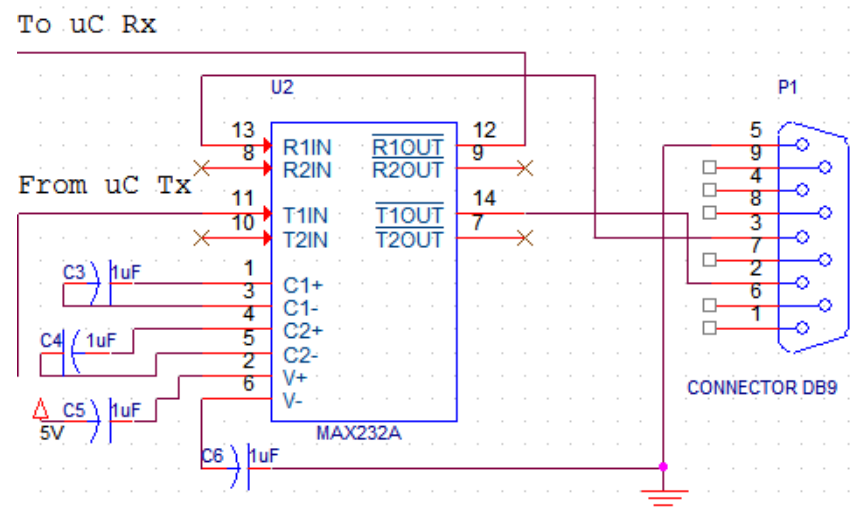 To uC Rx
U2
P1
13 R1IN R1OUT 12
8 R2IN R2OUT 9
From uC Tx
11 T1IN T1OUT 14
10 T2IN T2OUT 7
C3 1uF
1 C1+
3 C1-
C4 1uF
4 C2+
5 C2-
2 V+
6 V-
C5 1uF
5V
MAX232A
C6 1uF
5
9
4
8
3
7
2
6
1
CONNECTOR DB9